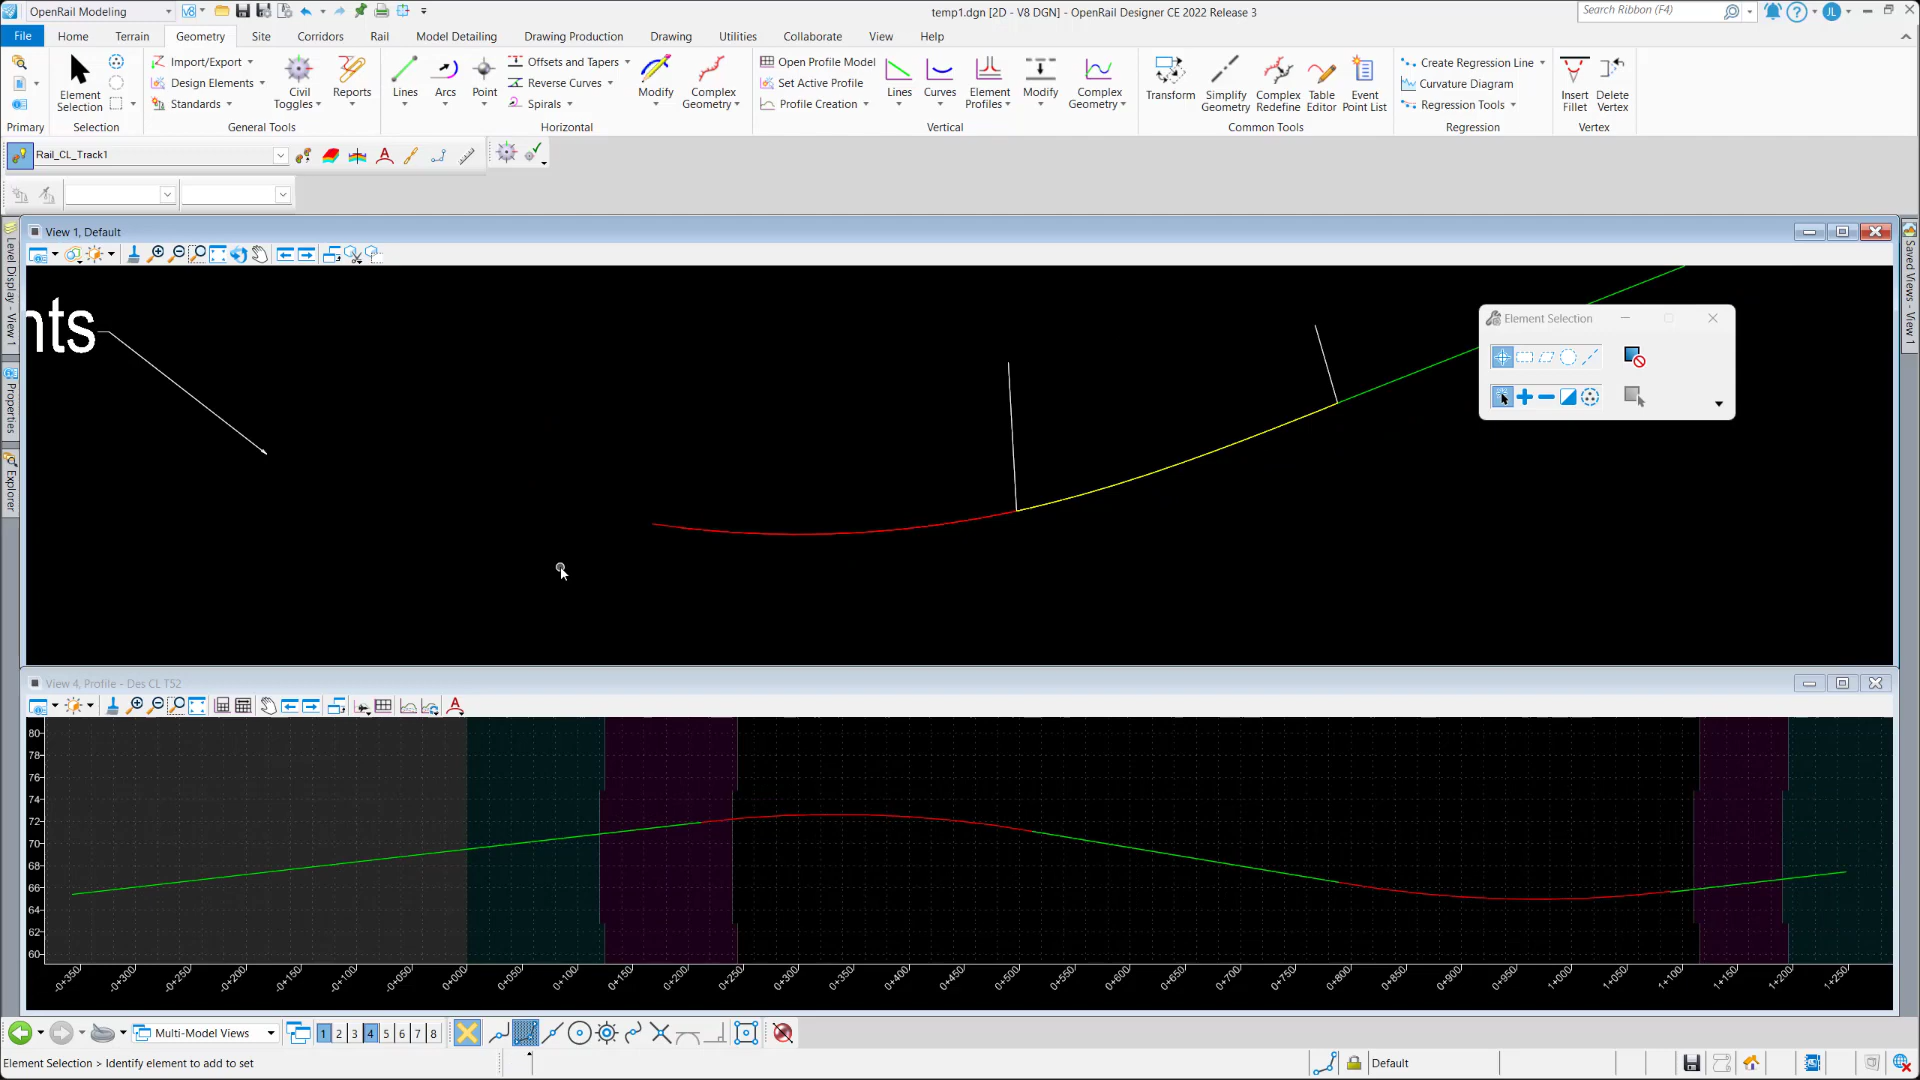 OpenRail Modeling
temp1.dgn [2D - V8 DGN] - OpenRail Designer CE 2022 Release 3
Search Ribbon (F4)
JL
File Home Terrain Geometry Site Corridors Rail Model Detailing Drawing Production Drawing Utilities Collaborate View Help
Element Selection
Import/Export
Design Elements
Standards
Civil Toggles
Reports
Lines
Arcs
Point
Offsets and Tapers
Reverse Curves
Spirals
Modify
Complex Geometry
Open Profile Model
Set Active Profile
Profile Creation
Lines
Curves
Element Profiles
Modify
Complex Geometry
Transform
Simplify Geometry
Complex Redefine
Table Editor
Event Point List
Create Regression Line
Curvature Diagram
Regression Tools
Insert Fillet
Delete Vertex
Primary Selection General Tools Horizontal Vertical Common Tools Regression Vertex
Rail_CL_Track1
View 1, Default
Level Display - View 1
Properties
Explorer
Saved Views - View 1
nts
Element Selection
View 4, Profile - Des CL T52
80
78
76
74
72
70
68
66
64
62
60
-0+350 -0+300 -0+250 -0+200 -0+150 -0+100 -0+050 0+000 0+050 0+100 0+150 0+200 0+250 0+300 0+350 0+400 0+450 0+500 0+550 0+600 0+650 0+700 0+750 0+800 0+850 0+900 0+950 1+000 1+050 1+100 1+150 1+200 1+250
Multi-Model Views
1 2 3 4 5 6 7 8
Element Selection > Identify element to add to set
Default